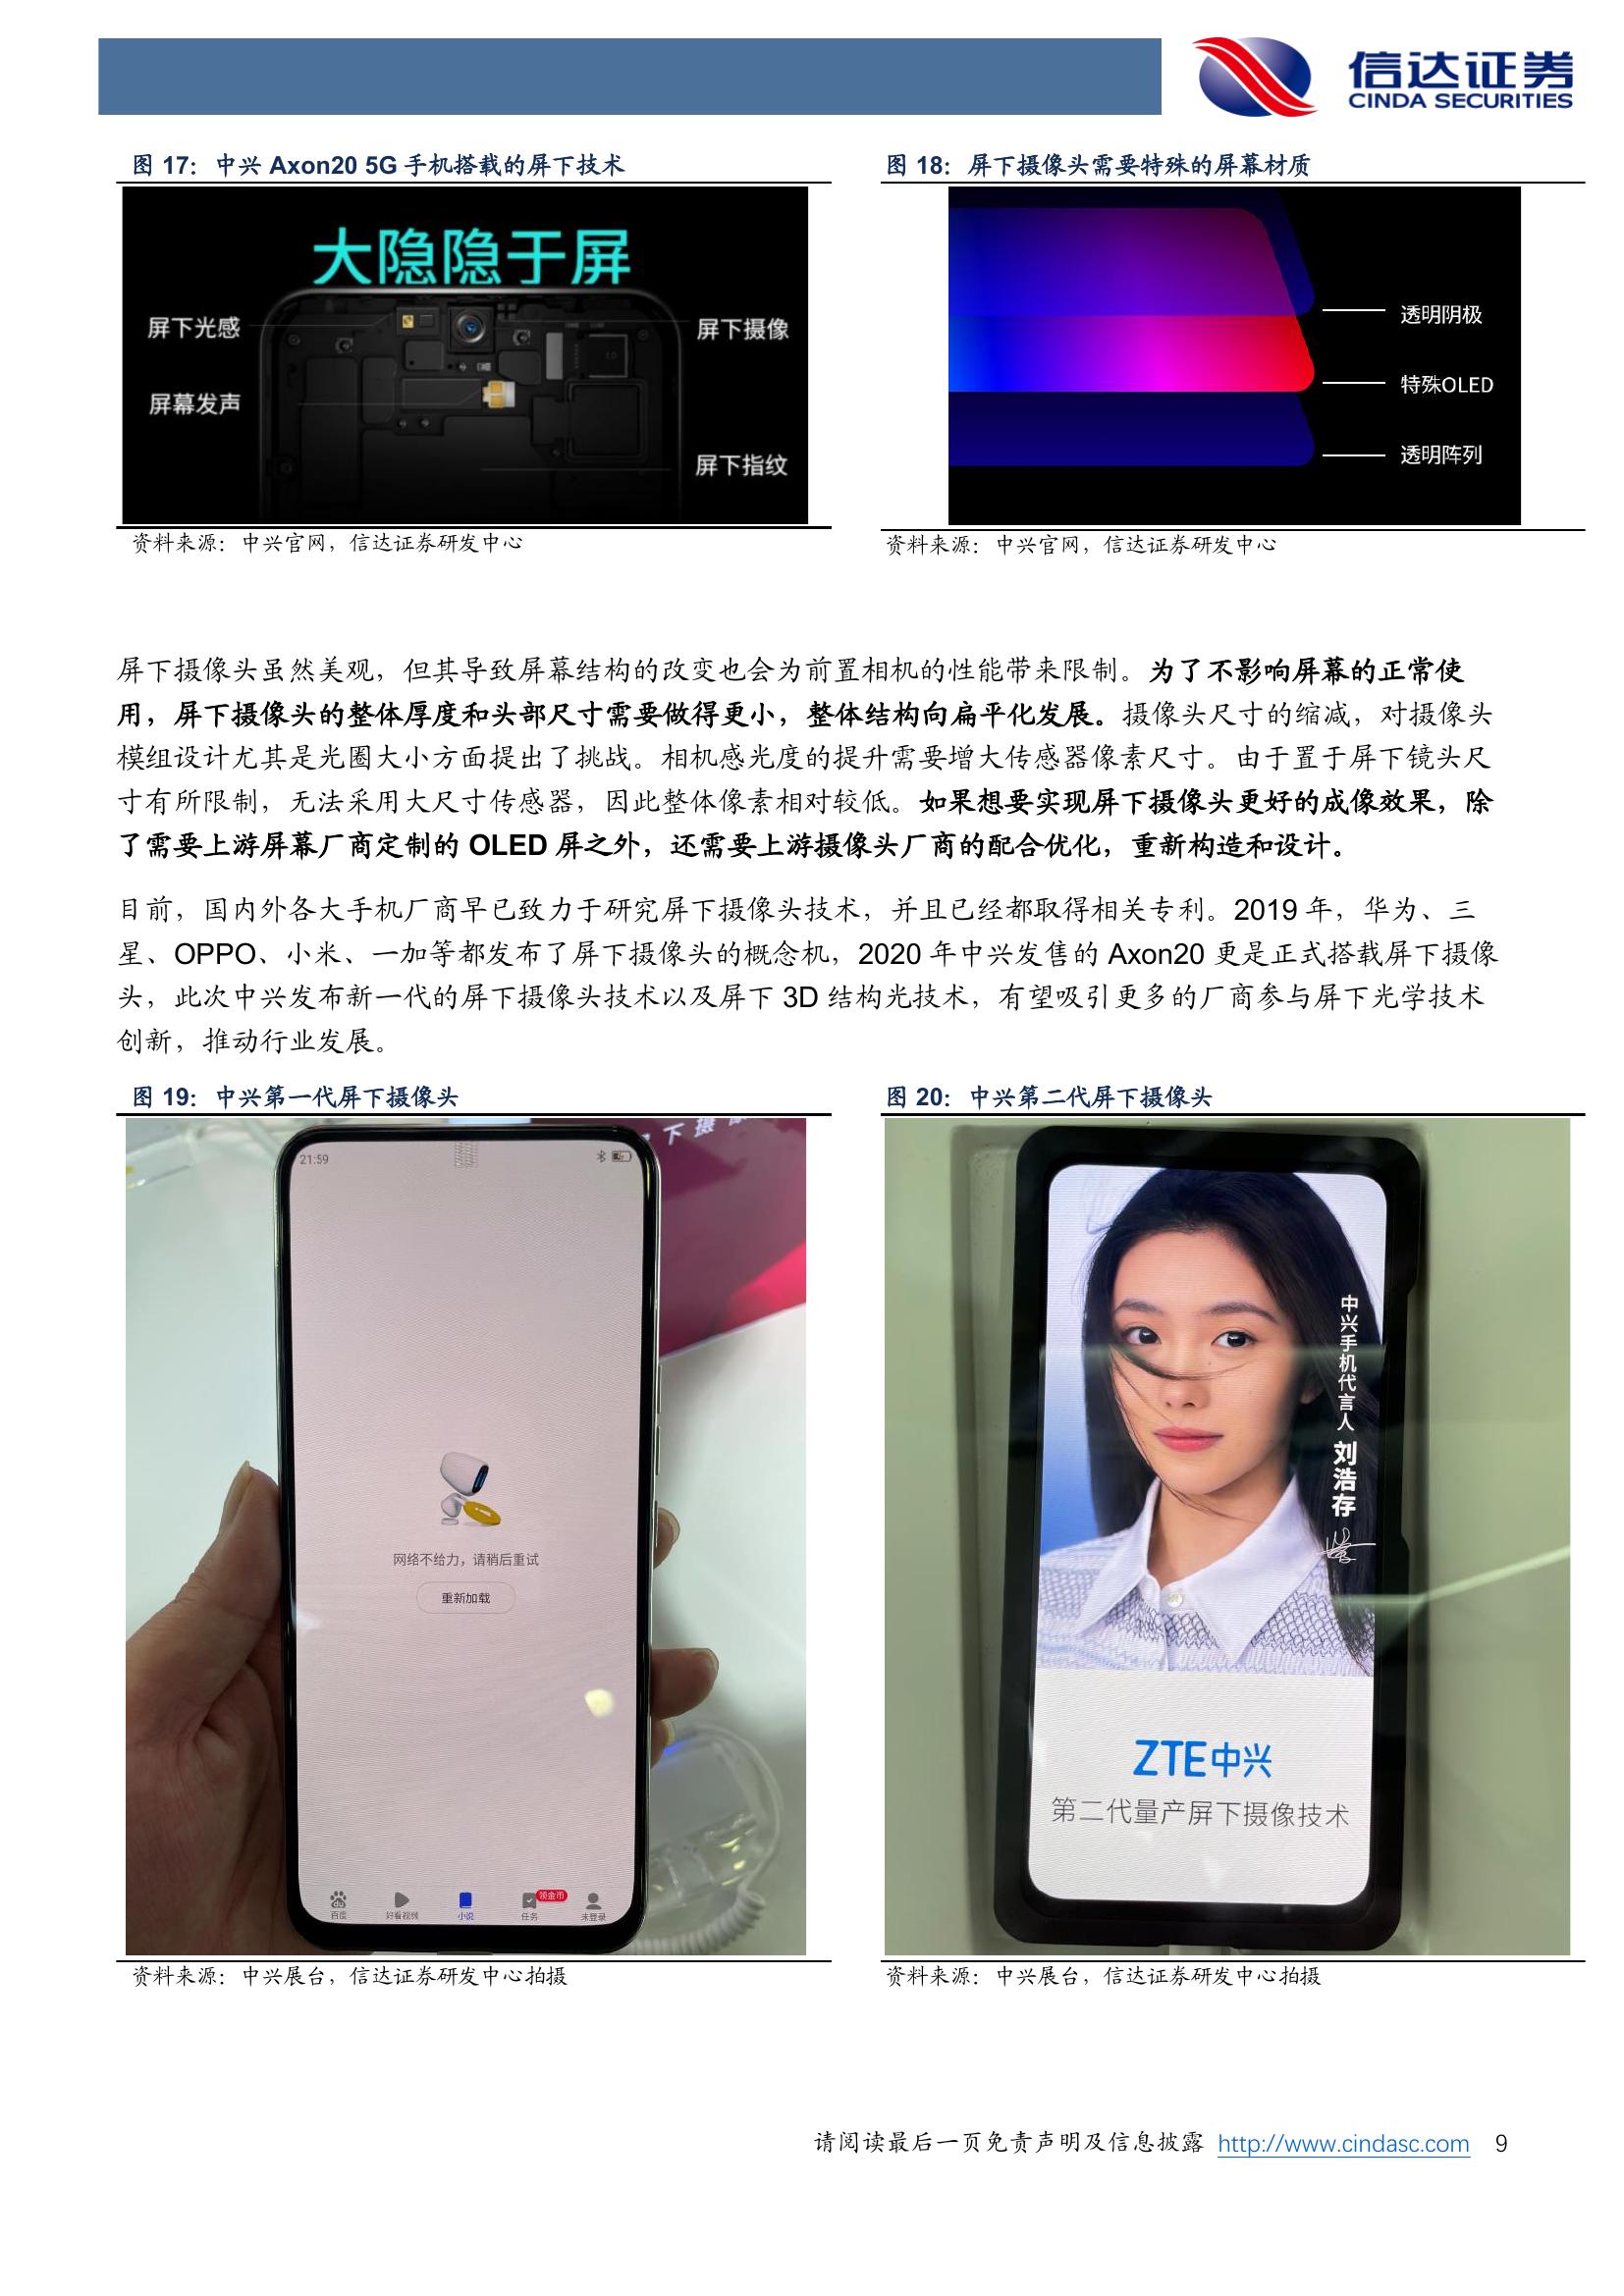 信达证券
CINDA SECURITIES
图 17：中兴 Axon20 5G 手机搭载的屏下技术
大隐隐于屏
屏下光感
屏下摄像
屏幕发声
屏下指纹
资料来源：中兴官网，信达证券研发中心
图 18：屏下摄像头需要特殊的屏幕材质
透明阴极
特殊OLED
透明阵列
资料来源：中兴官网，信达证券研发中心
屏下摄像头虽然美观，但其导致屏幕结构的改变也会为前置相机的性能带来限制。为了不影响屏幕的正常使
用，屏下摄像头的整体厚度和头部尺寸需要做得更小，整体结构向扁平化发展。摄像头尺寸的缩减，对摄像头
模组设计尤其是光圈大小方面提出了挑战。相机感光度的提升需要增大传感器像素尺寸。由于置于屏下镜头尺
寸有所限制，无法采用大尺寸传感器，因此整体像素相对较低。如果想要实现屏下摄像头更好的成像效果，除
了需要上游屏幕厂商定制的 OLED 屏之外，还需要上游摄像头厂商的配合优化，重新构造和设计。
目前，国内外各大手机厂商早已致力于研究屏下摄像头技术，并且已经都取得相关专利。2019 年，华为、三
星、OPPO、小米、一加等都发布了屏下摄像头的概念机，2020 年中兴发售的 Axon20 更是正式搭载屏下摄像
头，此次中兴发布新一代的屏下摄像头技术以及屏下 3D 结构光技术，有望吸引更多的厂商参与屏下光学技术
创新，推动行业发展。
图 19：中兴第一代屏下摄像头
下 摄
21:59
网络不给力，请稍后重试
重新加载
领金币
百度
好看视频
小说
任务
未登录
资料来源：中兴展台，信达证券研发中心拍摄
图 20：中兴第二代屏下摄像头
中兴手机代言人 刘浩存
ZTE中兴
第二代量产屏下摄像技术
资料来源：中兴展台，信达证券研发中心拍摄
请阅读最后一页免责声明及信息披露 http://www.cindasc.com 9